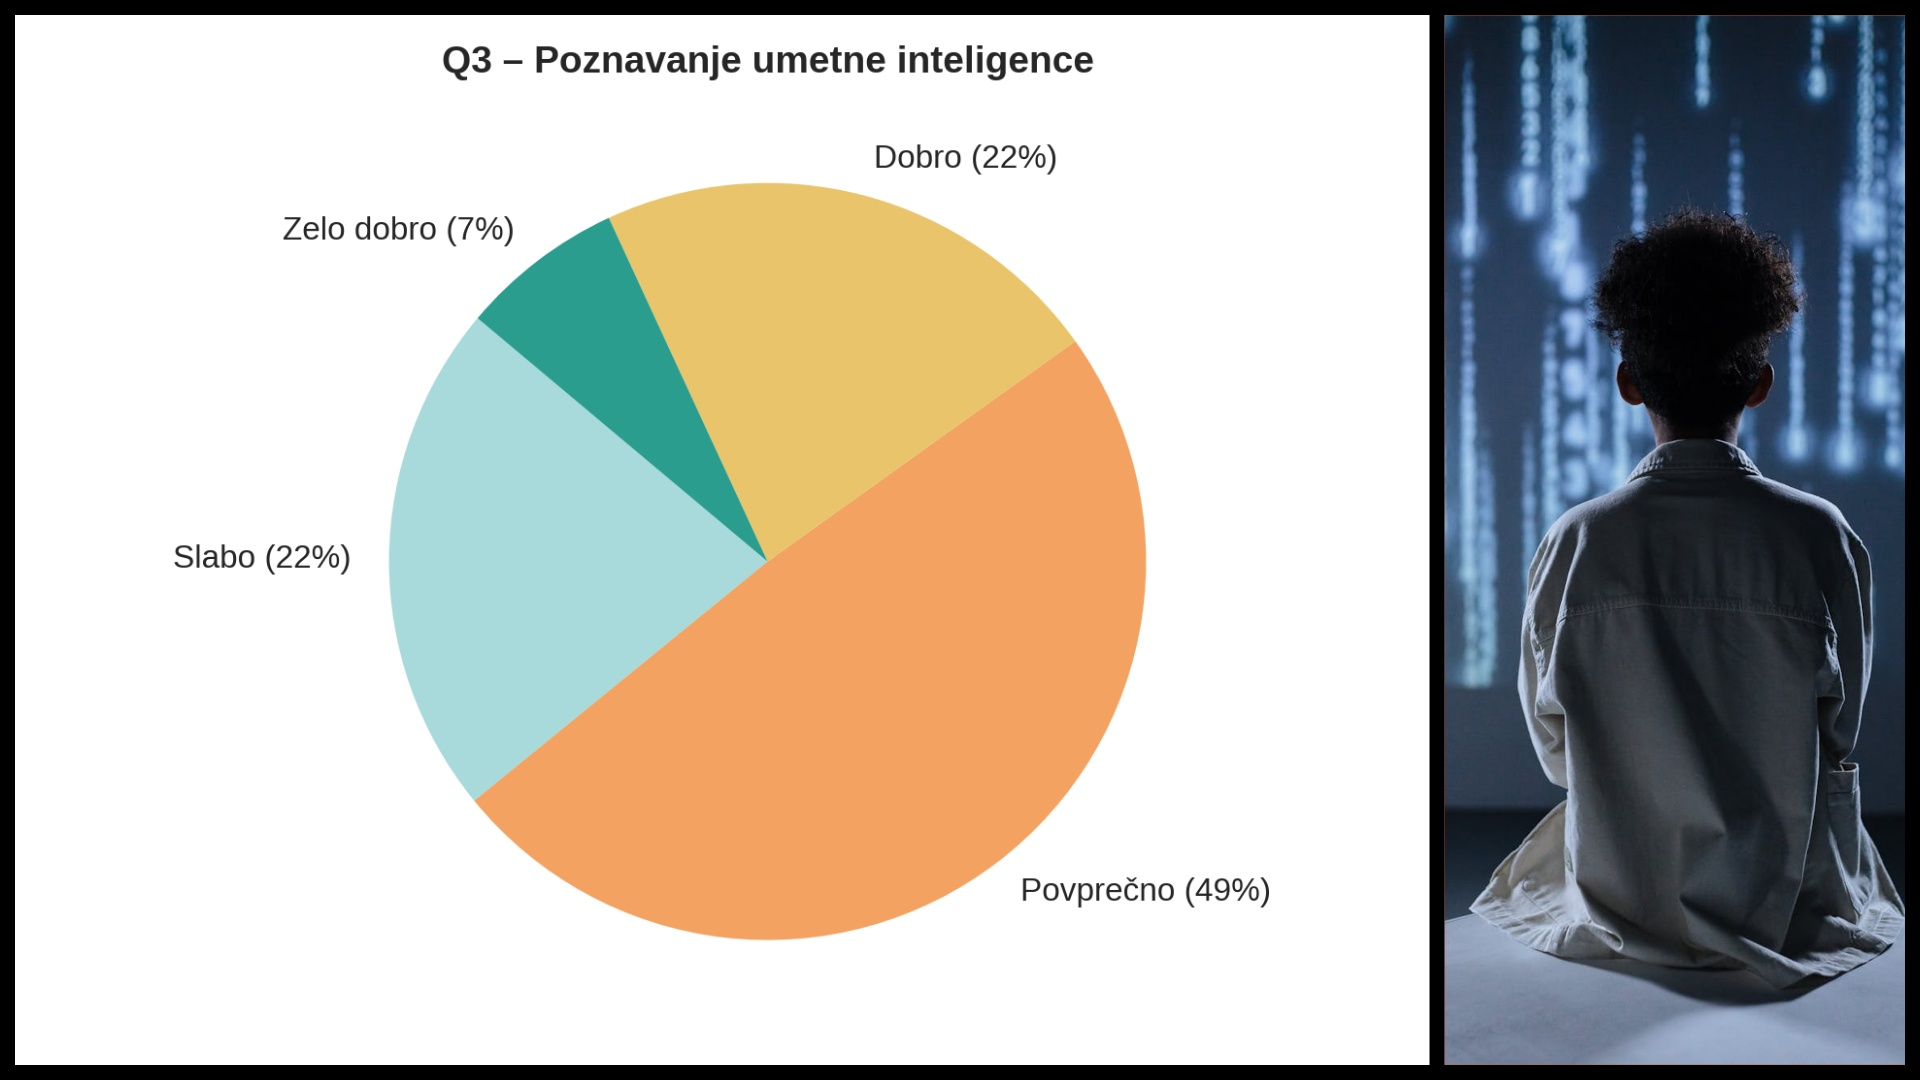 Q3 – Poznavanje umetne inteligence
Dobro (22%)
Zelo dobro (7%)
Slabo (22%)
Povprečno (49%)